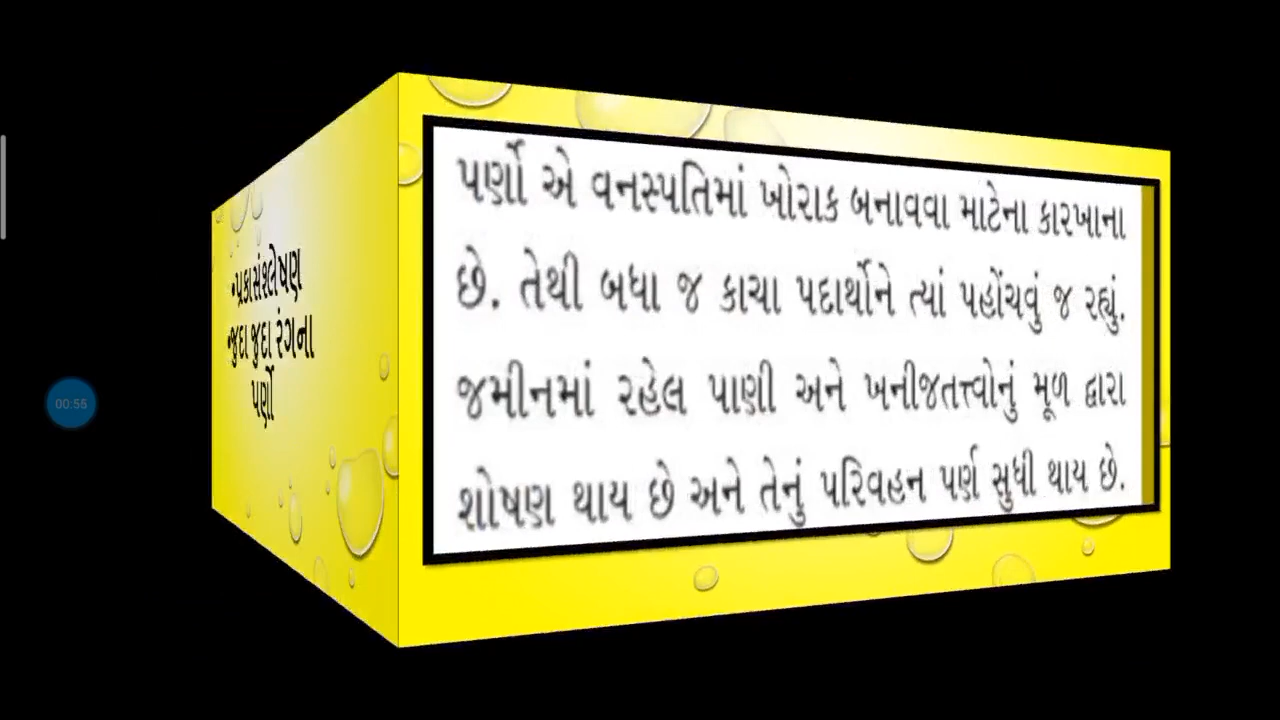 •પ્રકાસંશ્લેષણ
•જુદા જુદા રંગના
પર્ણો
પર્ણો એ વનસ્પતિમાં ખોરાક બનાવવા માટેના કારખાના
છે. તેથી બધા જ કાચા પદાર્થોને ત્યાં પહોંચવું જ રહ્યું.
જમીનમાં રહેલ પાણી અને ખનીજતત્ત્વોનું મૂળ દ્વારા
શોષણ થાય છે અને તેનું પરિવહન પર્ણ સુધી થાય છે.
00:55